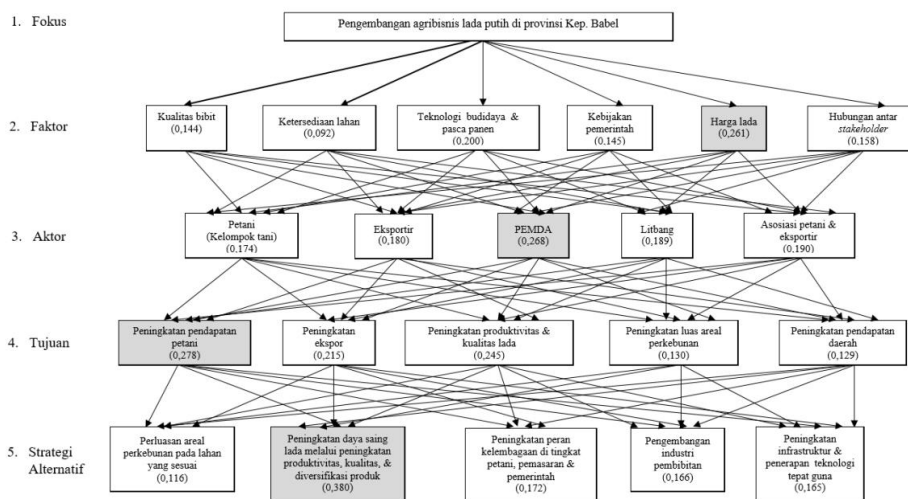 1. Fokus
Pengembangan agribisnis lada putih di provinsi Kep. Babel
2. Faktor
Kualitas bibit
(0,144)
Ketersediaan lahan
(0,092)
Teknologi budidaya &
pasca panen
(0,200)
Kebijakan
pemerintah
(0,145)
Harga lada
(0,261)
Hubungan antar
stakeholder
(0,158)
3. Aktor
Petani
(Kelompok tani)
0,174)
Eksportir
(0,180)
PEMDA
(0,268)
Litbang
(0,189)
Asosiasi petani &
eksportir
(0,190)
4. Tujuan
Peningkatan pendapatan
petani
(0,278)
Peningkatan
ekspor
(0,215)
Peningkatan produktivitas &
kualitas lada
(0,245)
Peningkatan luas areal
perkebunan
(0,130)
Peningkatan pendapatan
daerah
(0,129)
5. Strategi
Alternatif
Perluasan areal
perkebunan pada lahan
yang sesuai
(0,116)
Peningkatan daya saing
lada melalui peningkatan
produktivitas, kualitas, &
diversifikasi produk
(0,380)
Peningkatan peran
kelembagaan di tingkat
petani, pemasaran &
pemerintah
(0,172)
Pengembangan
industri
pembibitan
(0,166)
Peningkatan
infrastruktur &
penerapan teknologi
tepat guna
(0,165)